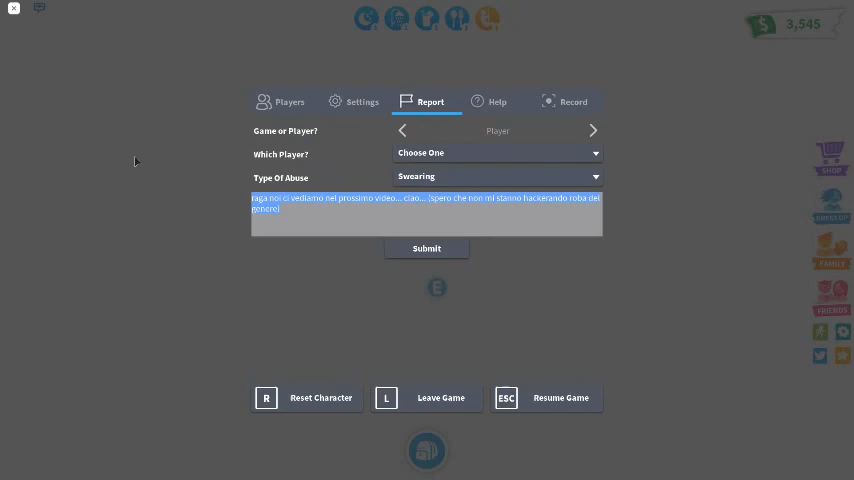 3,545
Players
Settings
Report
Help
Record
Game or Player?
Player
Which Player?
Choose One
Type Of Abuse
Swearing
raga noi ci vediamo nel prossimo video... ciao... (spero che non mi stanno hackerando roba del
genere)
Submit
E
SHOP
DRESS UP
FAMILY
FRIENDS
R
Reset Character
L
Leave Game
ESC
Resume Game